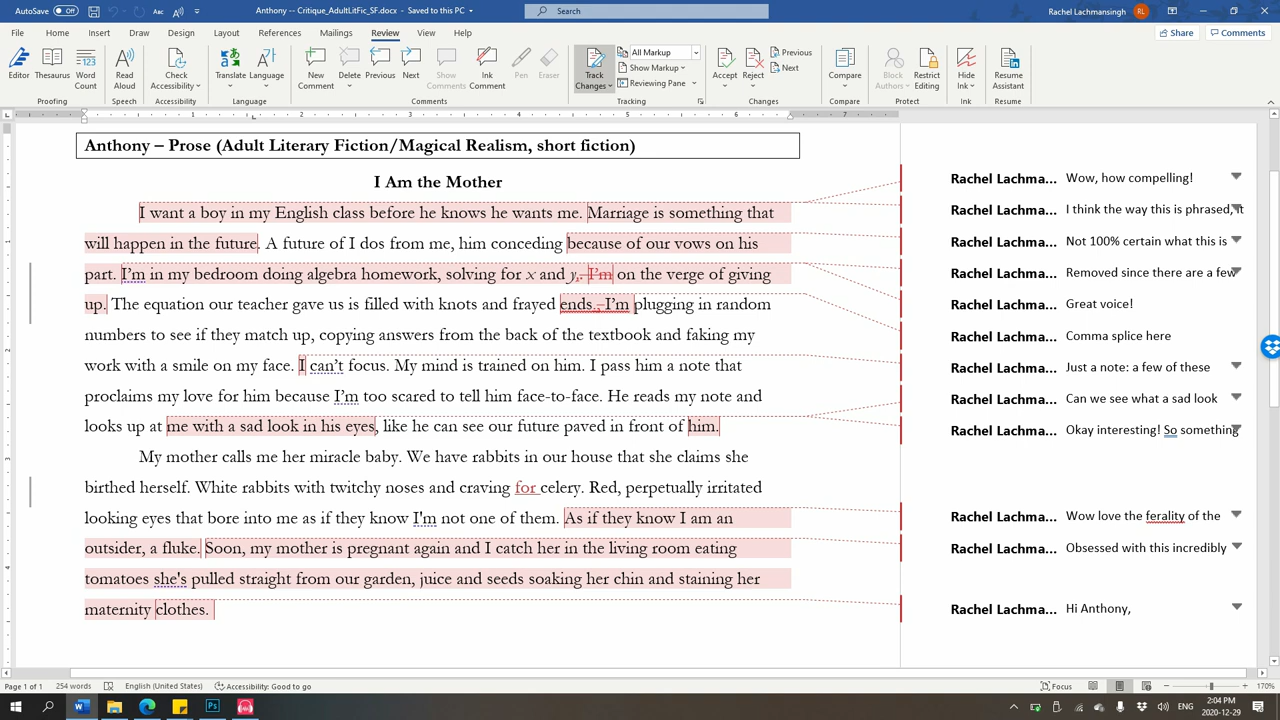 AutoSave Off Anthony -- Critique_AdultLitFic_SF.docx - Saved to this PC Search Rachel Lachmansingh RL
File Home Insert Draw Design Layout References Mailings Review View Help Share Comments
Editor Thesaurus Word Count Read Aloud Check Accessibility Translate Language New Comment Delete Previous Next Show Comments Ink Comment Pen Eraser Track Changes All Markup Show Markup Reviewing Pane Accept Reject Previous Next Compare Block Authors Restrict Editing Hide Ink Resume Assistant
Proofing Speech Accessibility Language Comments Tracking Changes Compare Protect Ink Resume
1 2 3 4 5 6 7
Anthony – Prose (Adult Literary Fiction/Magical Realism, short fiction)
I Am the Mother
I want a boy in my English class before he knows he wants me. Marriage is something that
will happen in the future. A future of I dos from me, him conceding because of our vows on his
part. I’m in my bedroom doing algebra homework, solving for x and y,. I’m on the verge of giving
up. The equation our teacher gave us is filled with knots and frayed ends , I’m plugging in random
numbers to see if they match up, copying answers from the back of the textbook and faking my
work with a smile on my face. I can’t focus. My mind is trained on him. I pass him a note that
proclaims my love for him because I’m too scared to tell him face-to-face. He reads my note and
looks up at me with a sad look in his eyes, like he can see our future paved in front of him.
My mother calls me her miracle baby. We have rabbits in our house that she claims she
birthed herself. White rabbits with twitchy noses and craving for celery. Red, perpetually irritated
looking eyes that bore into me as if they know I'm not one of them. As if they know I am an
outsider, a fluke. Soon, my mother is pregnant again and I catch her in the living room eating
tomatoes she's pulled straight from our garden, juice and seeds soaking her chin and staining her
maternity clothes.
Rachel Lachma... Wow, how compelling!
Rachel Lachma... I think the way this is phrased, it
Rachel Lachma... Not 100% certain what this is
Rachel Lachma... Removed since there are a few
Rachel Lachma... Great voice!
Rachel Lachma... Comma splice here
Rachel Lachma... Just a note: a few of these
Rachel Lachma... Can we see what a sad look
Rachel Lachma... Okay interesting! So something
Rachel Lachma... Wow love the ferality of the
Rachel Lachma... Obsessed with this incredibly
Rachel Lachma... Hi Anthony,
Page 1 of 1 254 words English (United States) Accessibility: Good to go Focus 170%
ENG 2:04 PM
2020-12-29